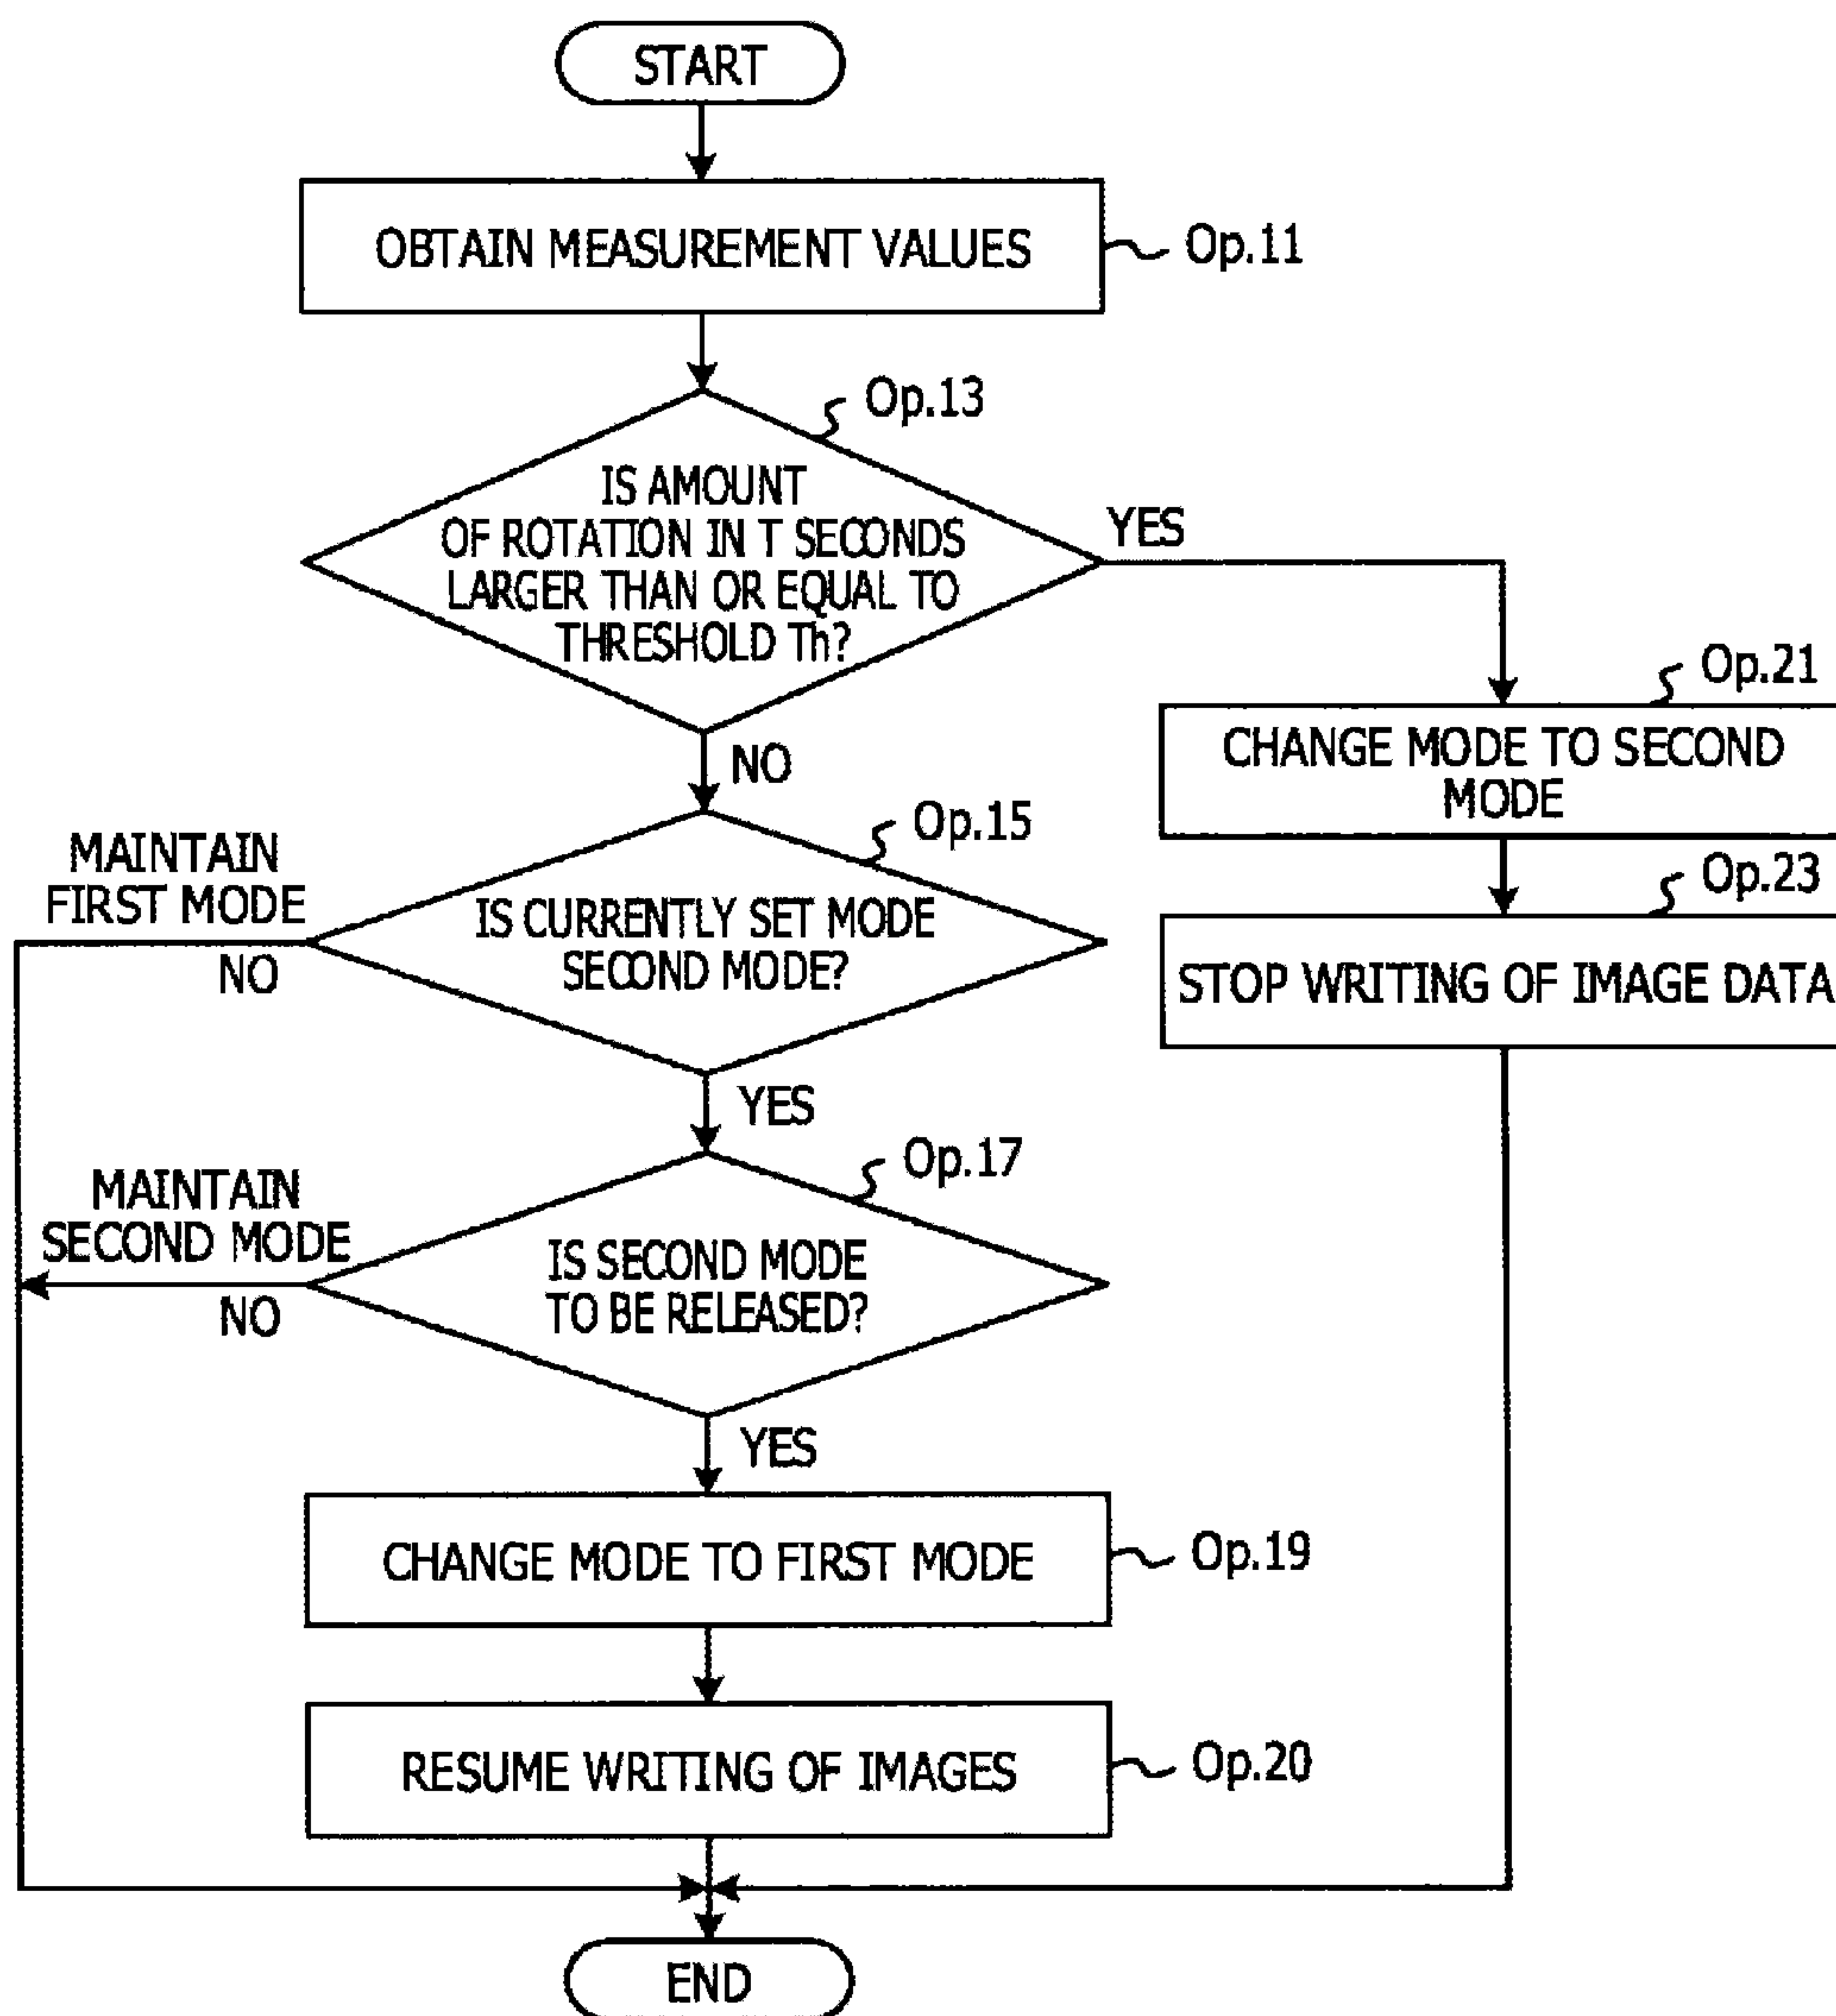 START
OBTAIN MEASUREMENT VALUES
Op.11
Op.13
IS AMOUNT
OF ROTATION IN T SECONDS
LARGER THAN OR EQUAL TO
THRESHOLD Th?
YES
NO
Op.21
CHANGE MODE TO SECOND
MODE
Op.23
STOP WRITING OF IMAGE DATA
Op.15
IS CURRENTLY SET MODE
SECOND MODE?
MAINTAIN
FIRST MODE
NO
YES
Op.17
IS SECOND MODE
TO BE RELEASED?
MAINTAIN
SECOND MODE
NO
YES
CHANGE MODE TO FIRST MODE
Op.19
RESUME WRITING OF IMAGES
Op.20
END